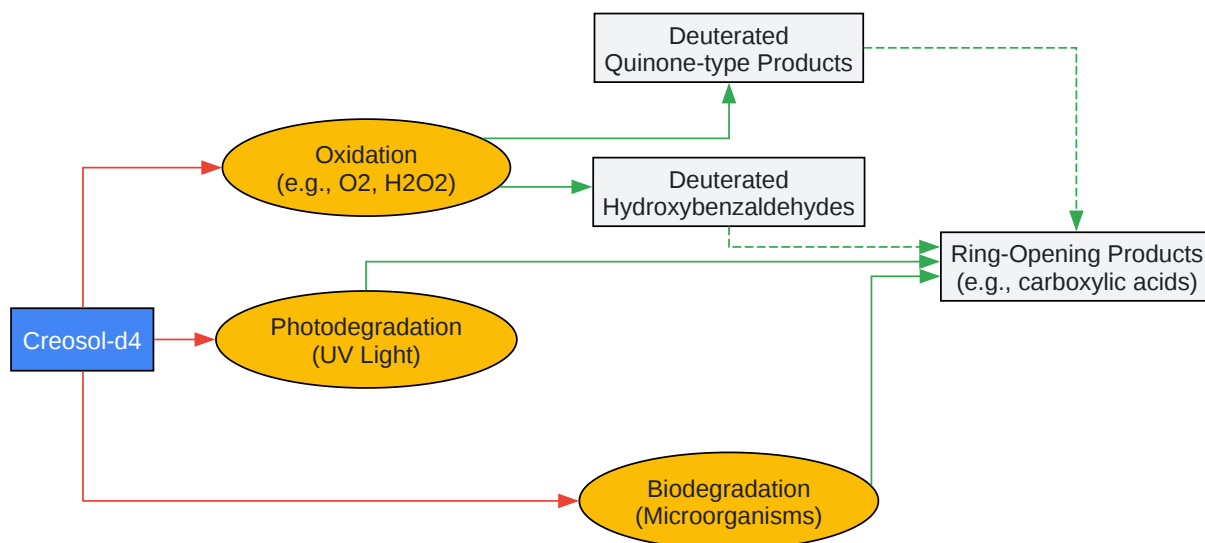 Deuterated
Quinone-type Products
Oxidation
(e.g., O2, H2O2)
Deuterated
Hydroxybenzaldehydes
Ring-Opening Products
(e.g., carboxylic acids)
Creosol-d4
Photodegradation
(UV Light)
Biodegradation
(Microorganisms)